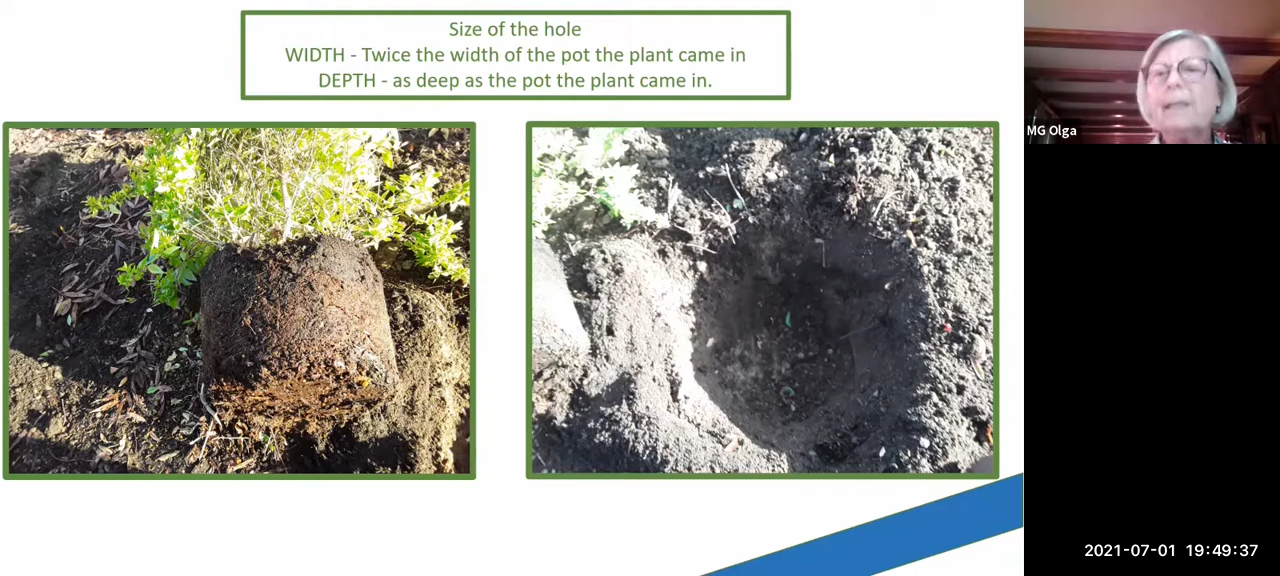 Size of the hole
WIDTH - Twice the width of the pot the plant came in
DEPTH - as deep as the pot the plant came in.
MG Olga
2021-07-01 19:49:37